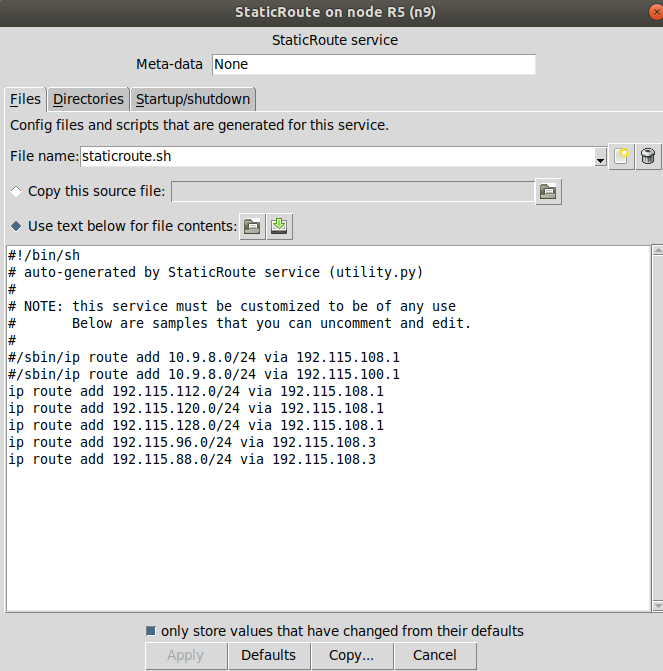 StaticRoute on node R5 (n9)
StaticRoute service
Meta-data None
Files Directories Startup/shutdown
Config files and scripts that are generated for this service.
File name: staticroute.sh
Copy this source file:
Use text below for file contents:
#!/bin/sh
# auto-generated by StaticRoute service (utility.py)
#
# NOTE: this service must be customized to be of any use
#       Below are samples that you can uncomment and edit.
#
#/sbin/ip route add 10.9.8.0/24 via 192.115.108.1
#/sbin/ip route add 10.9.8.0/24 via 192.115.100.1
ip route add 192.115.112.0/24 via 192.115.108.1
ip route add 192.115.120.0/24 via 192.115.108.1
ip route add 192.115.128.0/24 via 192.115.108.1
ip route add 192.115.96.0/24 via 192.115.108.3
ip route add 192.115.88.0/24 via 192.115.108.3
only store values that have changed from their defaults
Apply Defaults Copy... Cancel